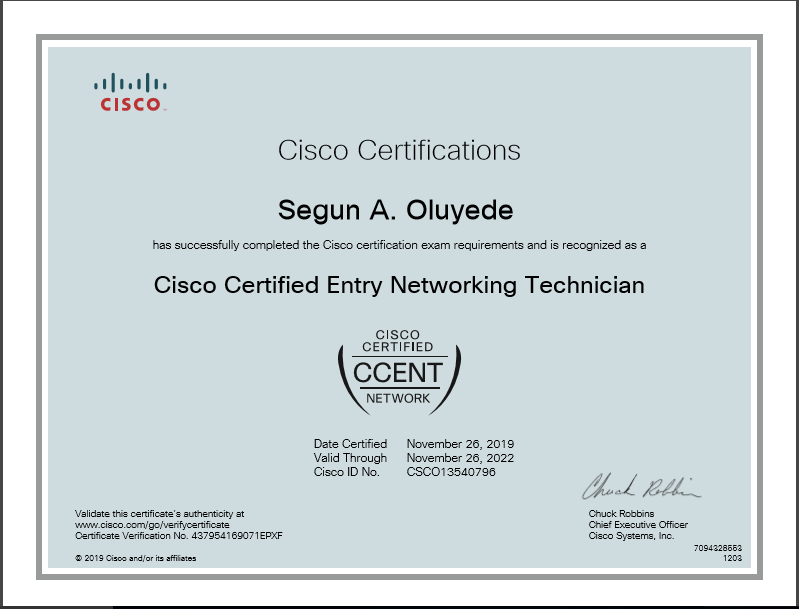 CISCO
Cisco Certifications
Segun A. Oluyede
has successfully completed the Cisco certification exam requirements and is recognized as a
Cisco Certified Entry Networking Technician
CISCO
CERTIFIED
CCENT
NETWORK
Date Certified November 26, 2019
Valid Through November 26, 2022
Cisco ID No. CSCO13540796
Chuck Robbins
Validate this certificate's authenticity at
www.cisco.com/go/verifycertificate
Certificate Verification No. 437954169071EPXF
© 2019 Cisco and/or its affiliates
Chuck Robbins
Chief Executive Officer
Cisco Systems, Inc.
7094328553
1203